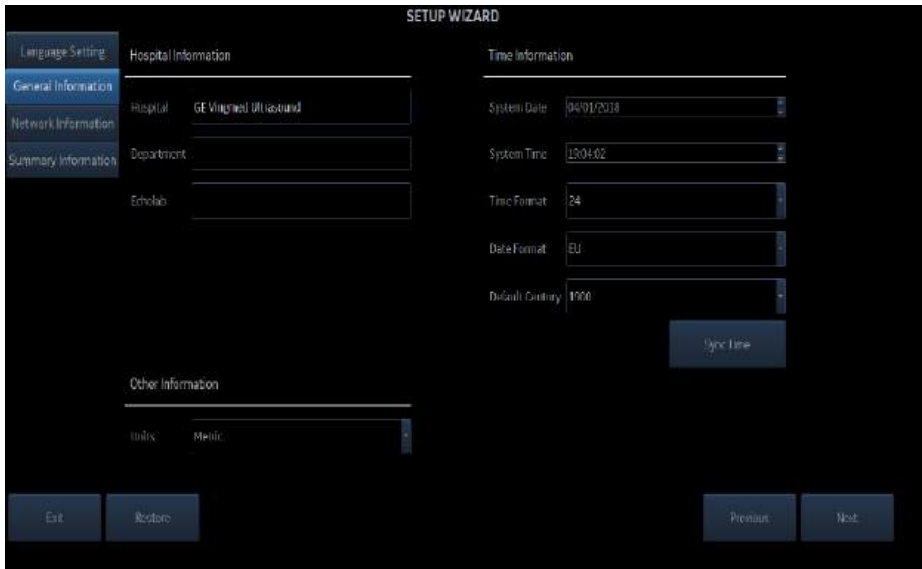 SETUP WIZARD
Language Setting
General Information
Network Information
Summary Information
Hospital Information
Hospital GE Vingmed Ultrasound
Department
Echolab
Time Information
System Date 04/01/2018
System Time 19:04:02
Time Format 24
Date Format EU
Default Century 1900
Sync Time
Other Information
Units Metric
Exit
Restore
Previous
Next